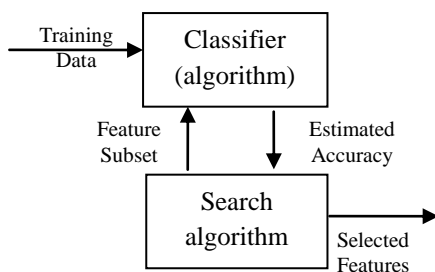 Training
Data
Classifier
(algorithm)
Feature
Subset
Estimated
Accuracy
Search
algorithm
Selected
Features